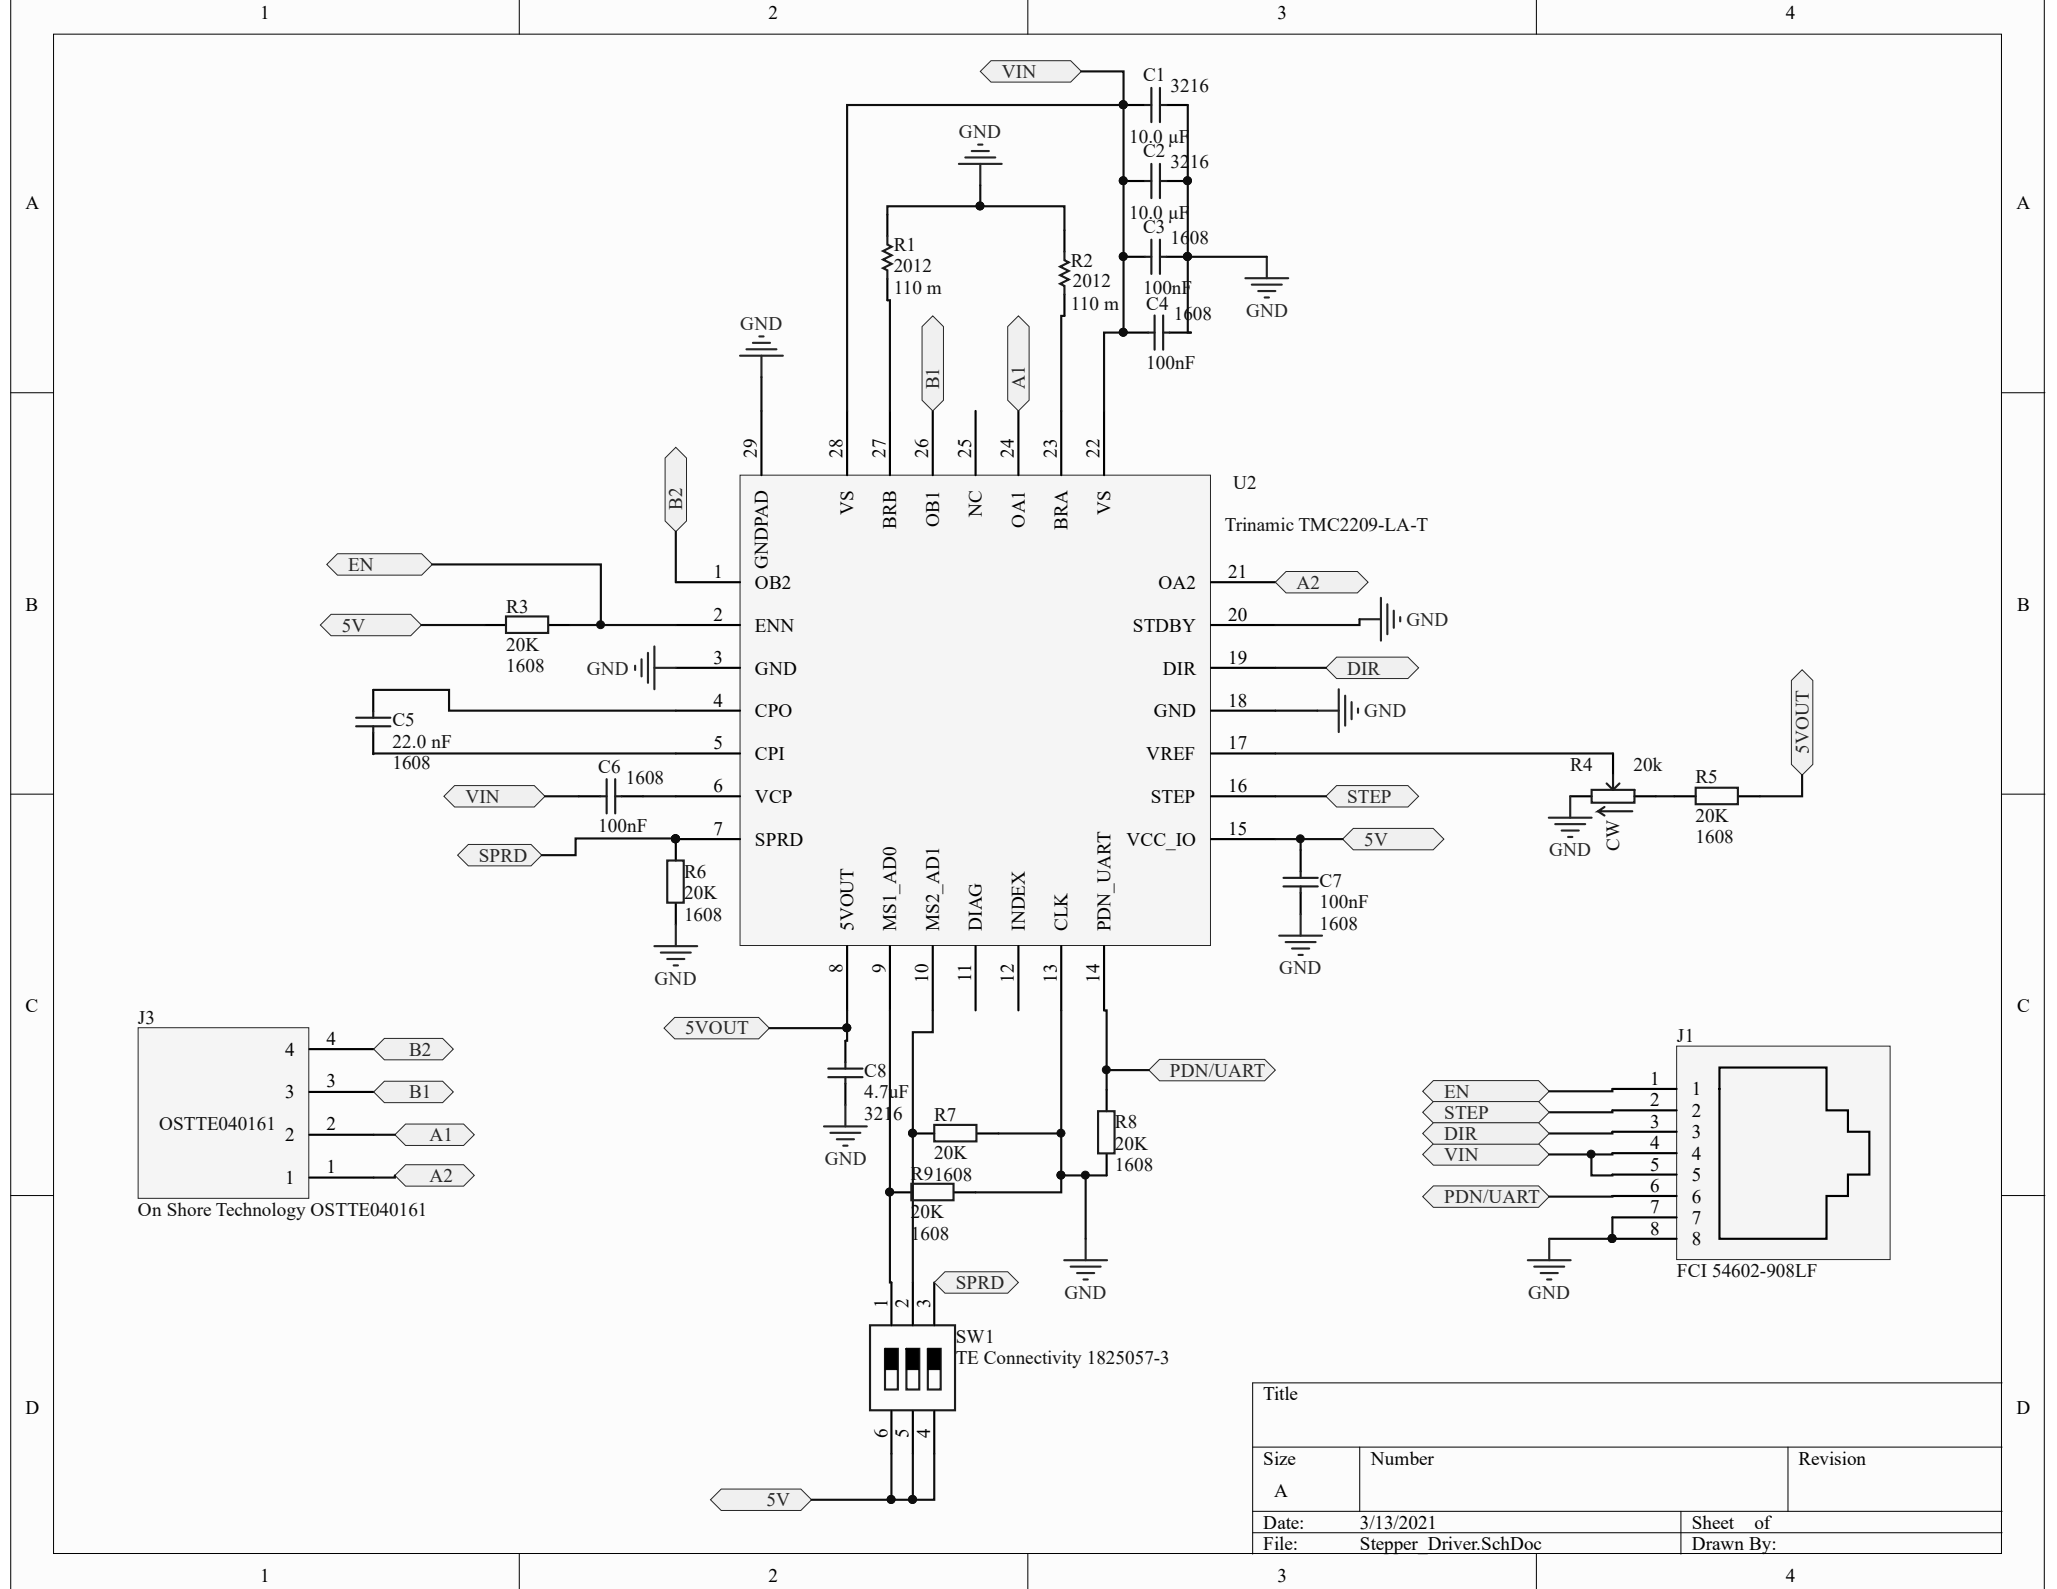 1 2 3 4
A A
B B
C C
D D
VIN
C1
3216
10.0 µF
C2
3216
10.0 µF
C3
1608
100nF
C4
1608
100nF
GND
GND
R1
2012
110 m
R2
2012
110 m
GND
B1
A1
B2
29 28 27 26 25 24 23 22
GNDPAD VS BRB OB1 NC OA1 BRA VS
U2
Trinamic TMC2209-LA-T
EN
5V
R3
20K
1608
GND
C5
22.0 nF
1608
C6
1608
100nF
VIN
SPRD
R6
20K
1608
GND
1 OB2
2 ENN
3 GND
4 CPO
5 CPI
6 VCP
7 SPRD
OA2 21 A2
STDBY 20 GND
DIR 19 DIR
GND 18 GND
VREF 17
STEP 16 STEP
VCC_IO 15 5V
5VOUT
R4 20k
R5
20K
1608
GND
CW
C7
100nF
1608
GND
5VOUT MS1_AD0 MS2_AD1 DIAG INDEX CLK PDN_UART
8 9 10 11 12 13 14
5VOUT
C8
4.7uF
3216
GND
PDN/UART
R7
20K
1608
R8
20K
1608
R9
20K
1608
GND
SPRD
1 2 3
SW1
TE Connectivity 1825057-3
6 5 4
5V
J3
OSTTE040161
4 4 B2
3 3 B1
2 2 A1
1 1 A2
On Shore Technology OSTTE040161
J1
EN 1 1
STEP 2 2
DIR 3 3
VIN 4 4
5 5
PDN/UART 6 6
7 7
8 8
GND
FCI 54602-908LF
Title
Size Number Revision
A
Date: 3/13/2021 Sheet of
File: Stepper_Driver.SchDoc Drawn By:
1 2 3 4